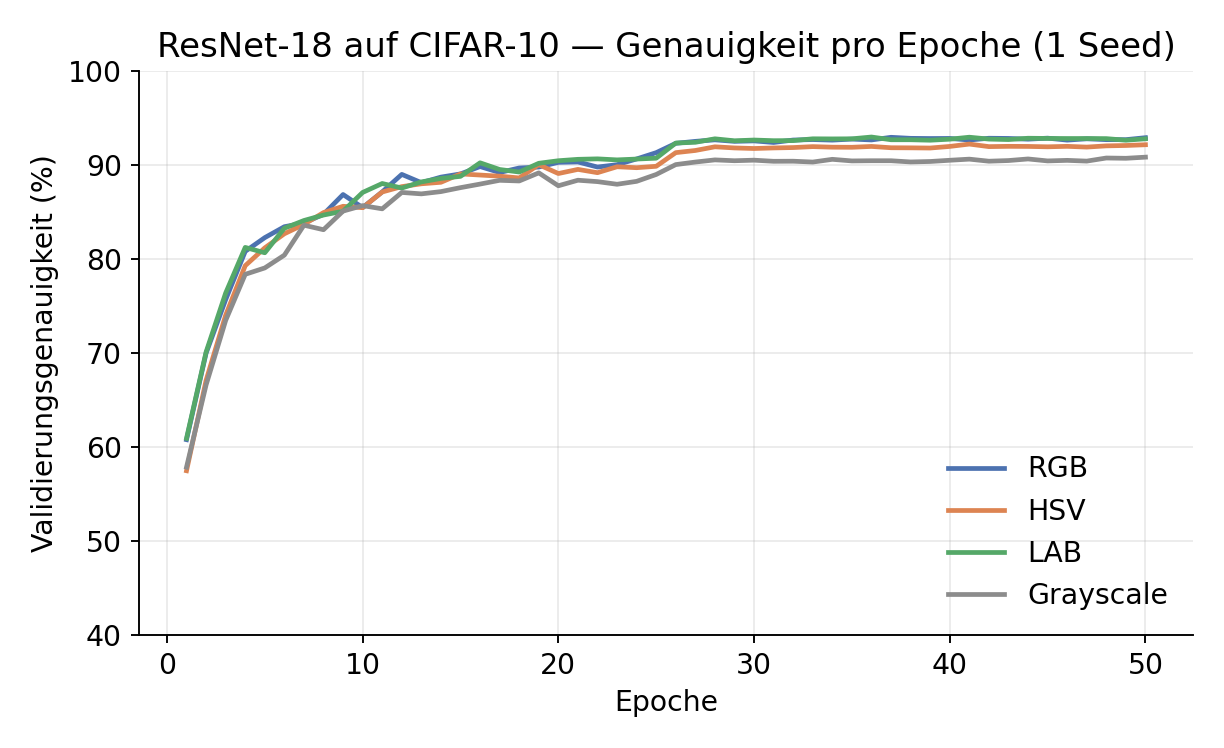 ResNet-18 auf CIFAR-10 — Genauigkeit pro Epoche (1 Seed)
Validierungsgenauigkeit (%)
100
90
80
70
60
50
40
0 10 20 30 40 50
Epoche
RGB
HSV
LAB
Grayscale